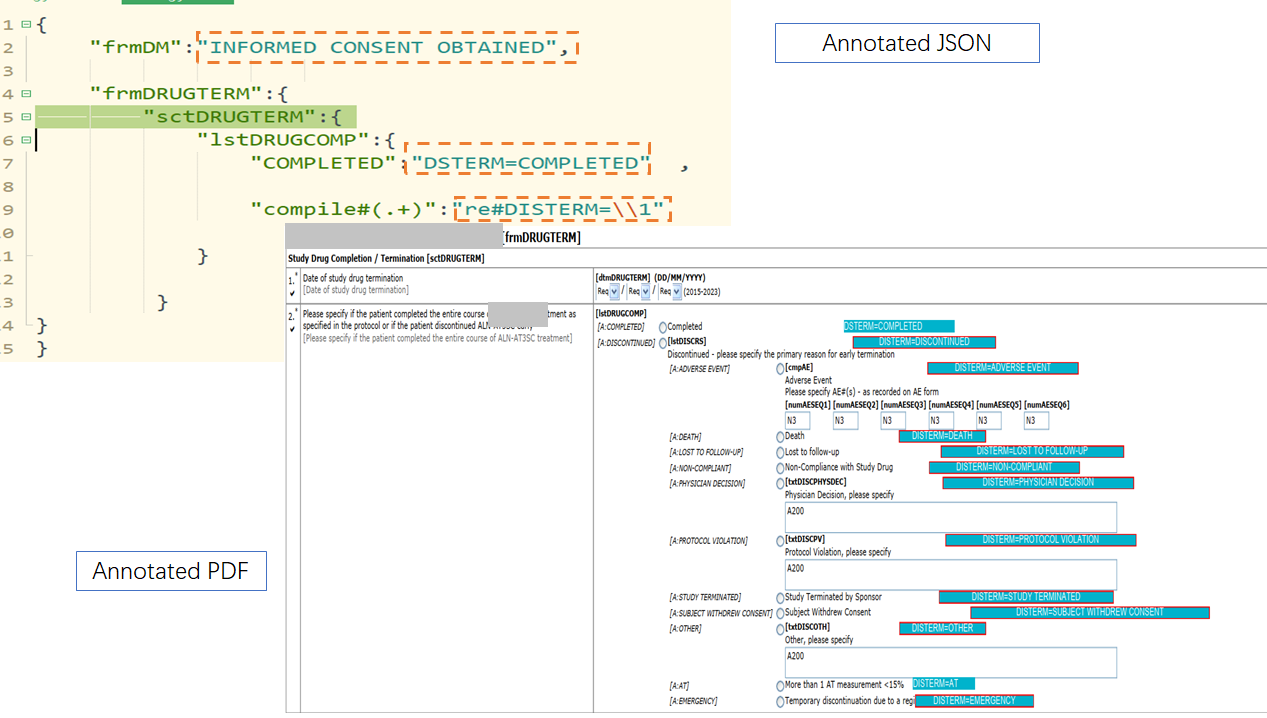 1 {
2 "frmDM":"INFORMED CONSENT OBTAINED",
3
4 "frmDRUGTERM":{
5 "sctDRUGTERM":{
6 "lstDRUGCOMP":{
7 "COMPLETED":"DSTERM=COMPLETED" ,
8
9 "compile#(.+)":"re#DISTERM=\\1"
0
1 }
2
3 }
4 }
5 }
Annotated JSON
[frmDRUGTERM]
Study Drug Completion / Termination [sctDRUGTERM]
1.* Date of study drug termination
[Date of study drug termination]
[dtmDRUGTERM] (DD/MM/YYYY)
Req / Req / Req (2015-2023)
2.* Please specify if the patient completed the entire course tment as
specified in the protocol or if the patient discontinued ALN-AT3SC early
[Please specify if the patient completed the entire course of ALN-AT3SC treatment]
[lstDRUGCOMP]
[A:COMPLETED] Completed DSTERM=COMPLETED
[A:DISCONTINUED] [lstDISCRS] DISTERM=DISCONTINUED
Discontinued - please specify the primary reason for early termination
[A:ADVERSE EVENT] [cmpAE] DISTERM=ADVERSE EVENT
Adverse Event
Please specify AE#(s) - as recorded on AE form
[numAESEQ1] [numAESEQ2] [numAESEQ3] [numAESEQ4] [numAESEQ5] [numAESEQ6]
N3 N3 N3 N3 N3 N3
[A:DEATH] Death DISTERM=DEATH
[A:LOST TO FOLLOW-UP] Lost to follow-up DISTERM=LOST TO FOLLOW-UP
[A:NON-COMPLIANT] Non-Compliance with Study Drug DISTERM=NON-COMPLIANT
[A:PHYSICIAN DECISION] [txtDISCPHYSDEC] DISTERM=PHYSICIAN DECISION
Physician Decision, please specify
A200
[A:PROTOCOL VIOLATION] [txtDISCPV] DISTERM=PROTOCOL VIOLATION
Protocol Violation, please specify
A200
[A:STUDY TERMINATED] Study Terminated by Sponsor DISTERM=STUDY TERMINATED
[A:SUBJECT WITHDREW CONSENT] Subject Withdrew Consent DISTERM=SUBJECT WITHDREW CONSENT
[A:OTHER] [txtDISCOTH] DISTERM=OTHER
Other, please specify
A200
[A:AT] More than 1 AT measurement <15% DISTERM=AT
[A:EMERGENCY] Temporary discontinuation due to a regi DISTERM=EMERGENCY
Annotated PDF